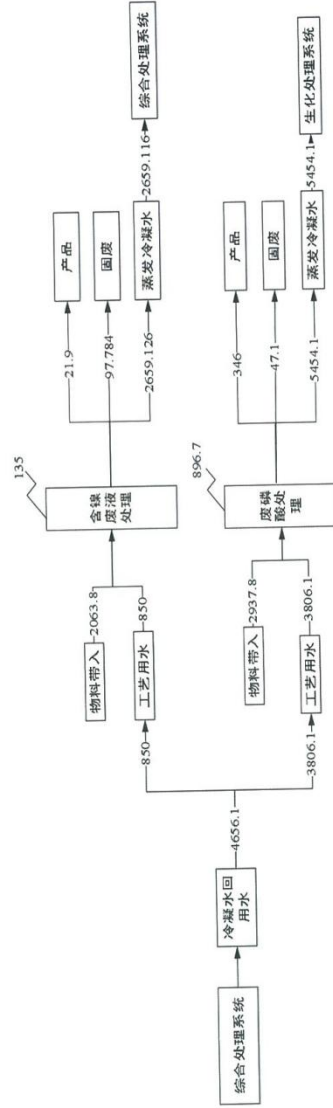 综合处理系统
冷凝水回
用水
4656.1
850
3806.1
物料带入
2063.8
工艺用水
850
135
含镍
废液
处理
21.9
产品
97.784
固废
2659.126
蒸发冷凝水
2659.116
综合处理系统
物料带入
2937.8
工艺用水
3806.1
896.7
废磷
酸处
理
346
产品
47.1
固废
5454.1
蒸发冷凝水
5454.1
生化处理系统